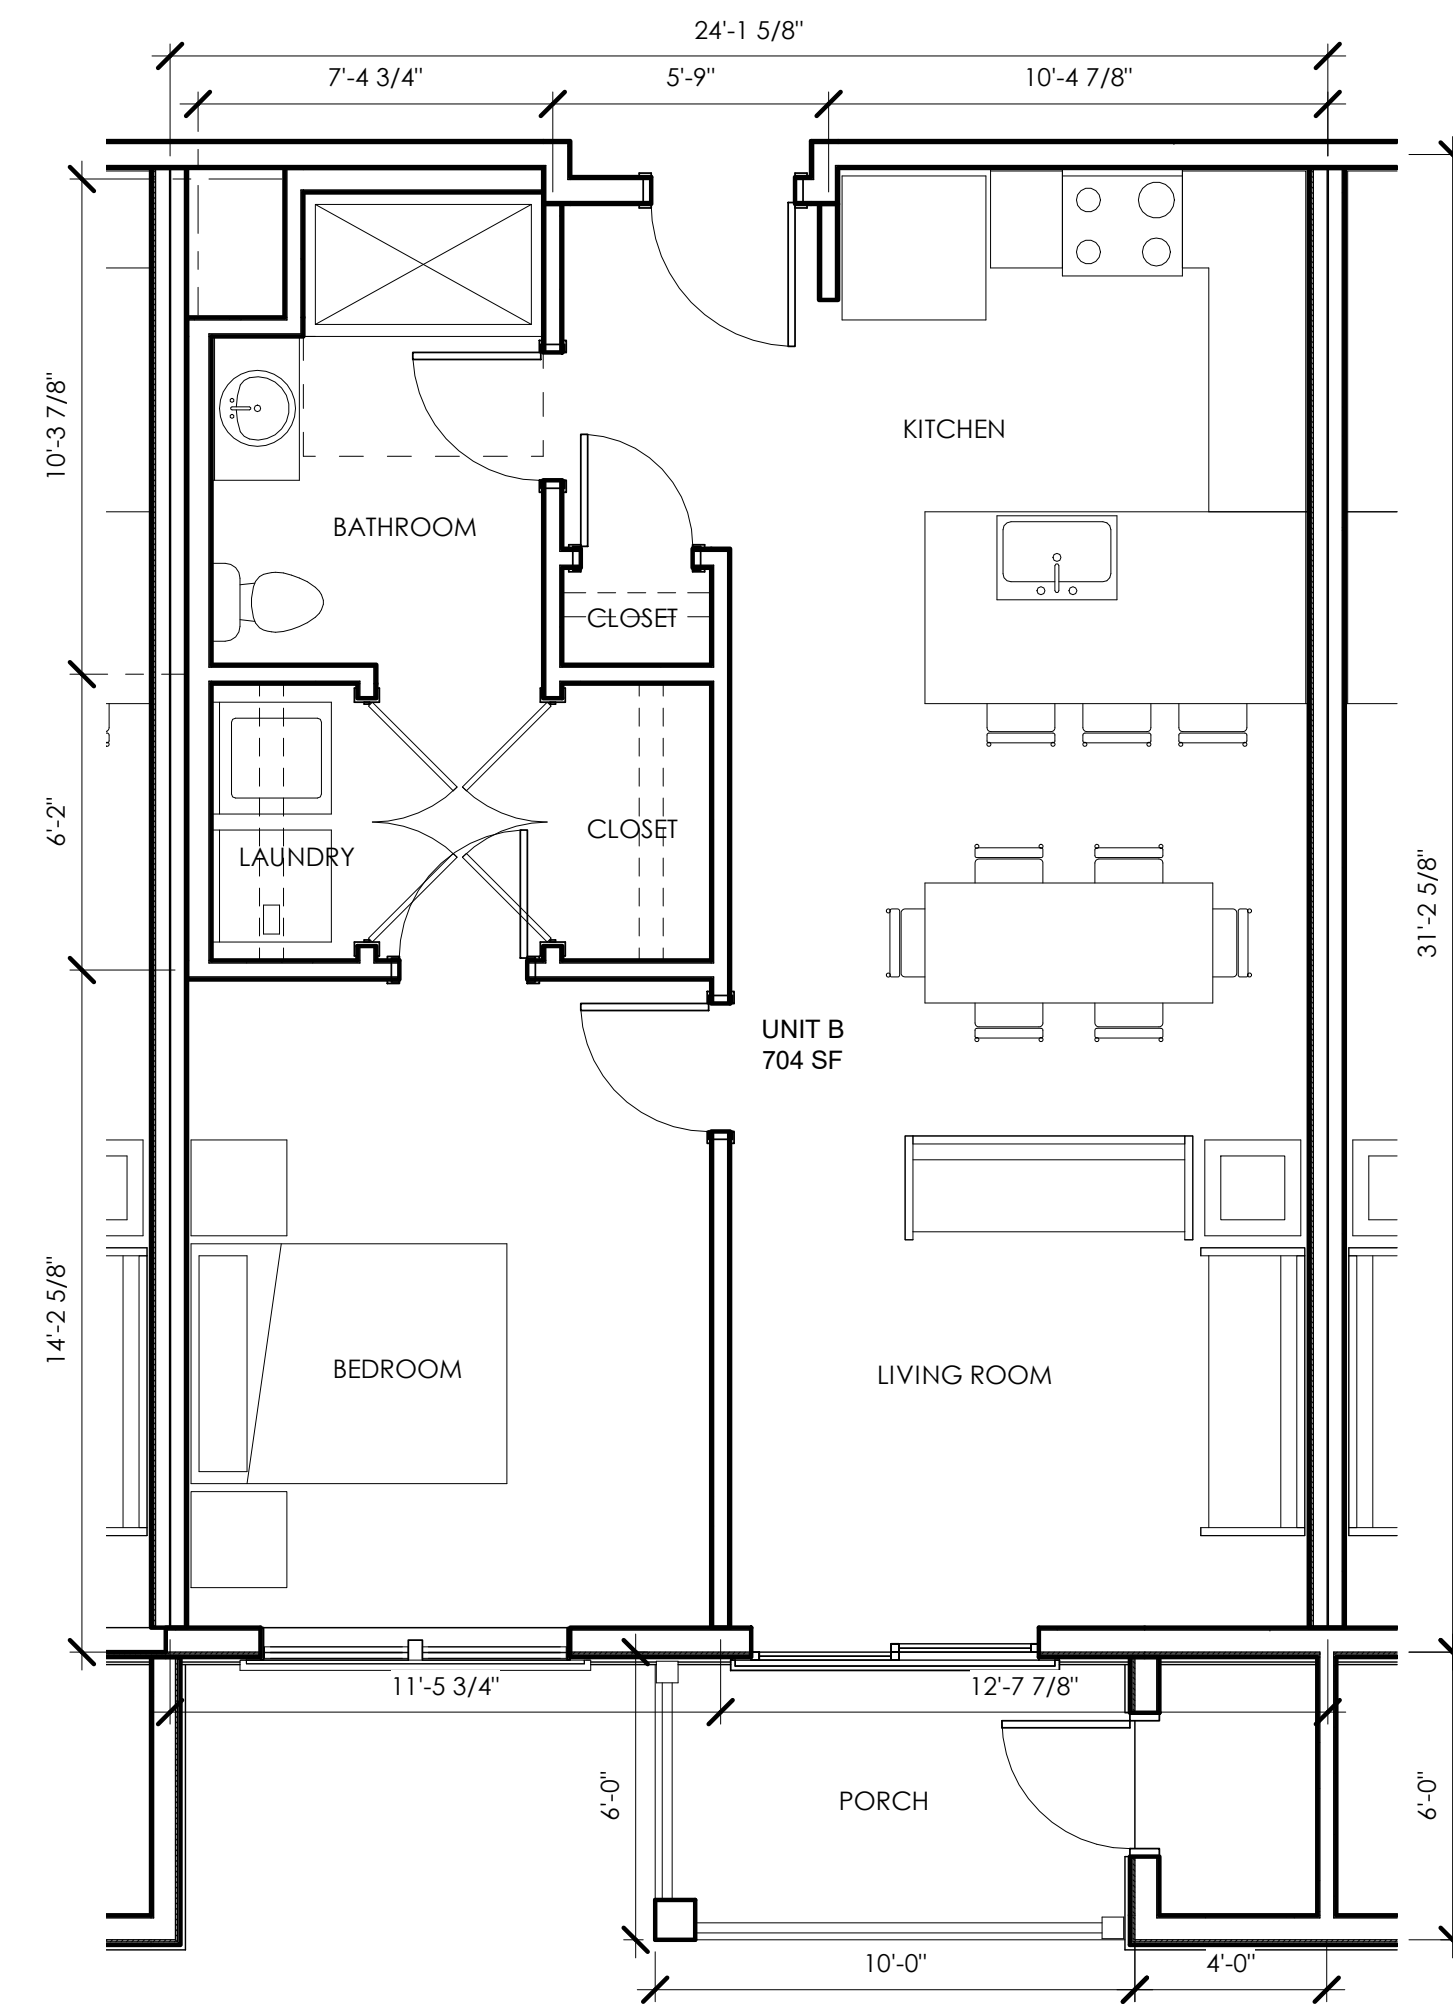 24'-1 5/8"
7'-4 3/4"
5'-9"
10'-4 7/8"
10'-3 7/8"
KITCHEN
BATHROOM
CLOSET
6'-2"
CLOSET
LAUNDRY
31'-2 5/8"
UNIT B
704 SF
14'-2 5/8"
BEDROOM
LIVING ROOM
11'-5 3/4"
12'-7 7/8"
6'-0"
PORCH
6'-0"
10'-0"
4'-0"